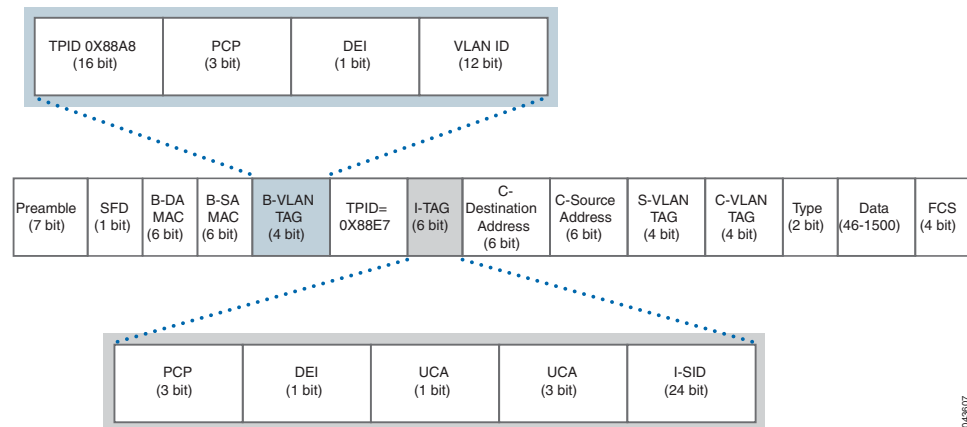 TPID 0X88A8
(16 bit)
PCP
(3 bit)
DEI
(1 bit)
VLAN ID
(12 bit)
Preamble
(7 bit)
SFD
(1 bit)
B-DA
MAC
(6 bit)
B-SA
MAC
(6 bit)
B-VLAN
TAG
(4 bit)
TPID=
0X88E7
I-TAG
(6 bit)
C-
Destination
Address
(6 bit)
C-Source
Address
(6 bit)
S-VLAN
TAG
(4 bit)
C-VLAN
TAG
(4 bit)
Type
(2 bit)
Data
(46-1500)
FCS
(4 bit)
PCP
(3 bit)
DEI
(1 bit)
UCA
(1 bit)
UCA
(3 bit)
I-SID
(24 bit)
043607